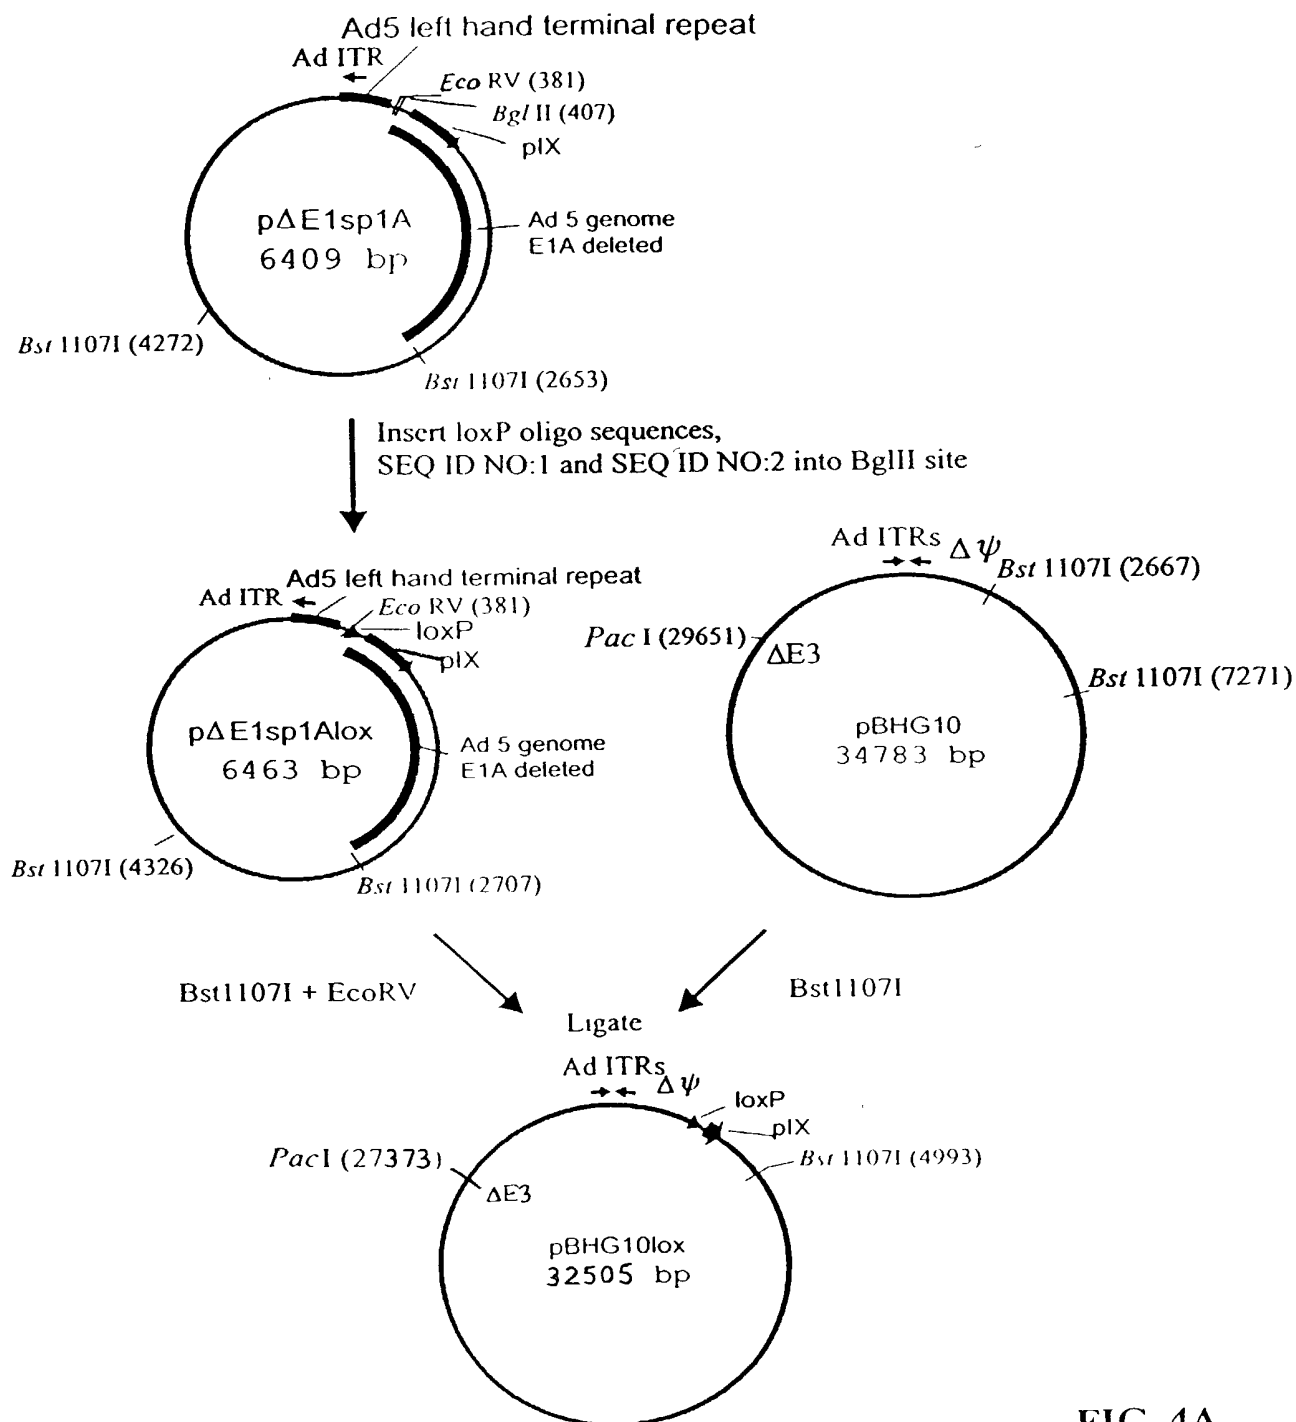 Ad5 left hand terminal repeat
Ad ITR
Eco RV (381)
Bgl II (407)
pIX
pΔE1sp1A
6409 bp
Ad 5 genome
E1A deleted
Bst 1107I (4272)
Bst 1107I (2653)
Insert loxP oligo sequences,
SEQ ID NO:1 and SEQ ID NO:2 into BglII site
Ad ITRs
Δψ
Bst 1107I (2667)
Ad5 left hand terminal repeat
Ad ITR
Eco RV (381)
loxP
pIX
Pac I (29651)
ΔE3
Bst 1107I (7271)
pΔE1sp1Alox
6463 bp
Ad 5 genome
E1A deleted
pBHG10
34783 bp
Bst 1107I (4326)
Bst 1107I (2707)
Bst1107I + EcoRV
Bst1107I
Ligate
Ad ITRs
Δψ
loxP
pIX
PacI (27373)
Bst 1107I (4993)
ΔE3
pBHG10lox
32505 bp
FIG. 4A